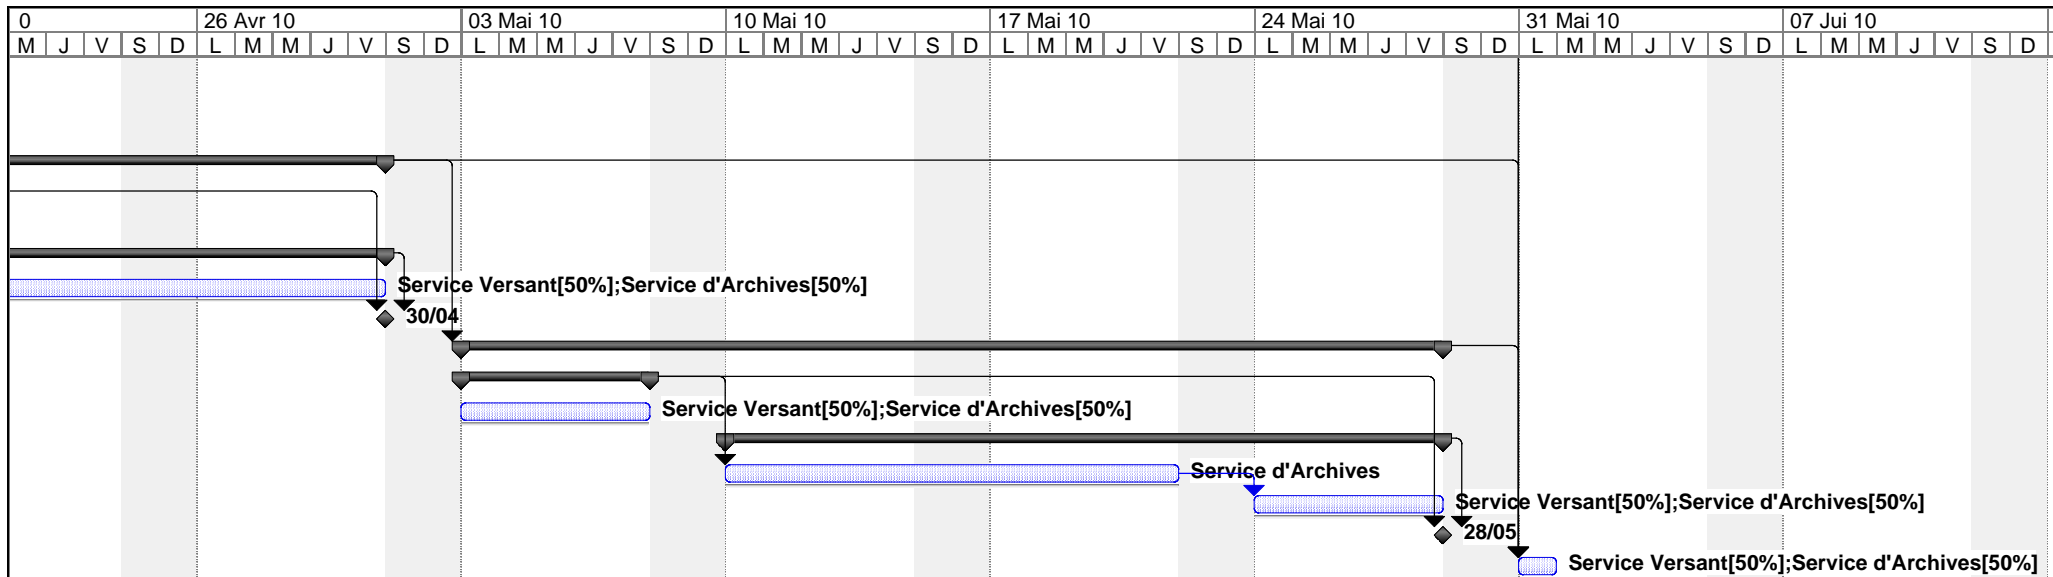 0 26 Avr 10 03 Mai 10 10 Mai 10 17 Mai 10 24 Mai 10 31 Mai 10 07 Jui 10
M J V S D L M M J V S D L M M J V S D L M M J V S D L M M J V S D L M M J V S D L M M J V S D L M M J V S D
Service Versant[50%];Service d'Archives[50%]
30/04
Service Versant[50%];Service d'Archives[50%]
Service d'Archives
Service Versant[50%];Service d'Archives[50%]
28/05
Service Versant[50%];Service d'Archives[50%]